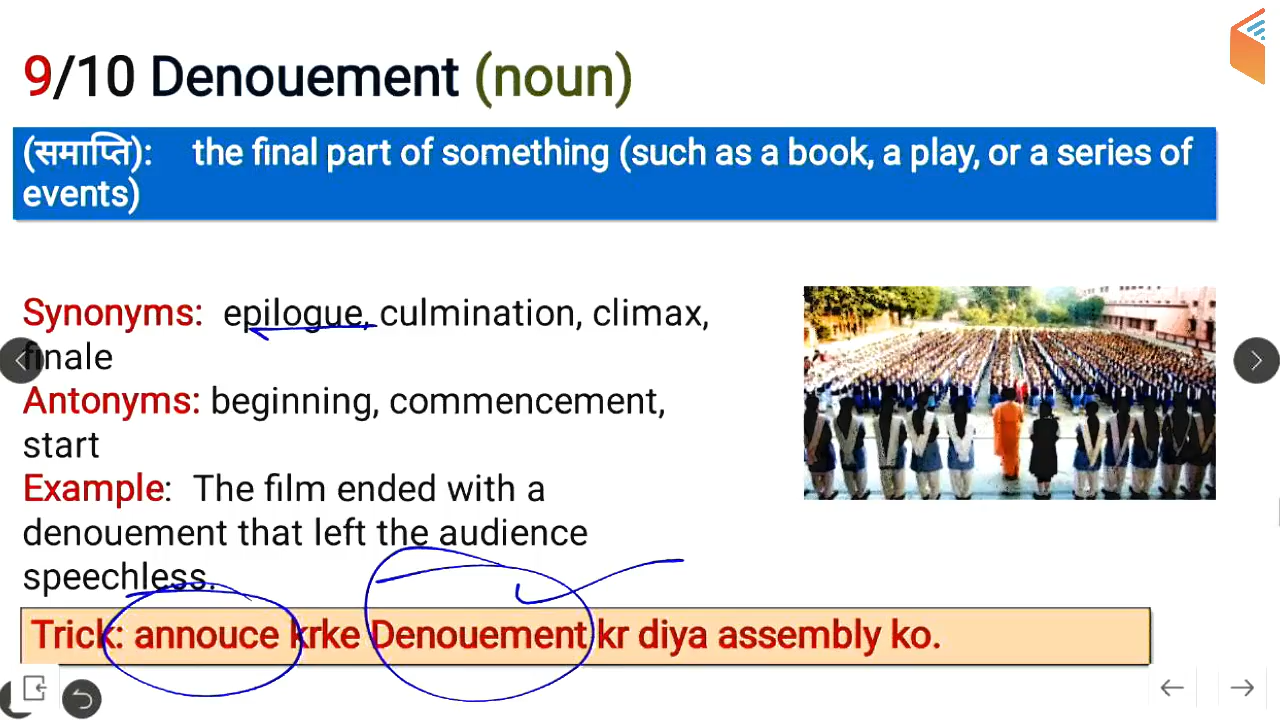 9/10 Denouement (noun)
(समाप्ति): the final part of something (such as a book, a play, or a series of
events)
Synonyms: epilogue, culmination, climax,
finale
Antonyms: beginning, commencement,
start
Example: The film ended with a
denouement that left the audience
speechless.
Trick: annouce krke Denouement kr diya assembly ko.